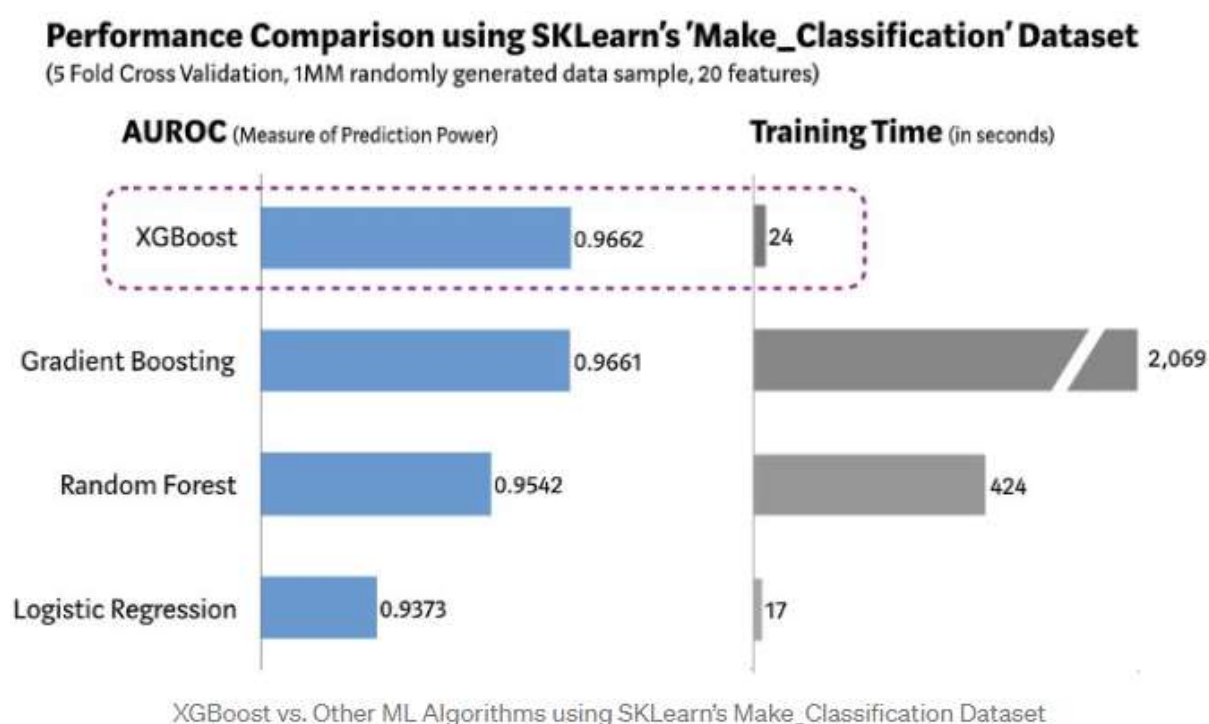 Performance Comparison using SKLearn's 'Make_Classification' Dataset
(5 Fold Cross Validation, 1MM randomly generated data sample, 20 features)
AUROC (Measure of Prediction Power)
Training Time (in seconds)
XGBoost
0.9662
24
Gradient Boosting
0.9661
2,069
Random Forest
0.9542
424
Logistic Regression
0.9373
17
XGBoost vs. Other ML Algorithms using SKLearn's Make_Classification Dataset